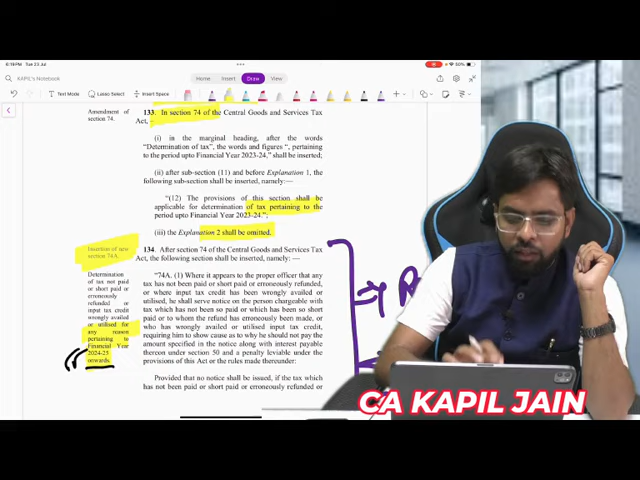 8:19PM Tue 23 Jul
50%
KAPIL's Notebook
Home Insert Draw View
Text Mode Lasso Select Insert Space
Amendment of
section 74.
133. In section 74 of the Central Goods and Services Tax
Act,
(i) in the marginal heading, after the words
"Determination of tax", the words and figures ", pertaining
to the period upto Financial Year 2023-24," shall be inserted;
(ii) after sub-section (11) and before Explanation 1, the
following sub-section shall be inserted, namely:—
"(12) The provisions of this section shall be
applicable for determination of tax pertaining to the
period upto Financial Year 2023-24.";
(iii) the Explanation 2 shall be omitted.
Insertion of new
section 74A.
134. After section 74 of the Central Goods and Services Tax
Act, the following section shall be inserted, namely: —
Determination
of tax not paid
or short paid or
erroneously
refunded or
input tax credit
wrongly availed
or utilised for
any reason
pertaining to
Financial Year
2024-25
onwards.
"74A. (1) Where it appears to the proper officer that any
tax has not been paid or short paid or erroneously refunded,
or where input tax credit has been wrongly availed or
utilised, he shall serve notice on the person chargeable with
tax which has not been so paid or which has been so short
paid or to whom the refund has erroneously been made, or
who has wrongly availed or utilised input tax credit,
requiring him to show cause as to why he should not pay the
amount specified in the notice along with interest payable
thereon under section 50 and a penalty leviable under the
provisions of this Act or the rules made thereunder:
Provided that no notice shall be issued, if the tax which
has not been paid or short paid or erroneously refunded or
CA KAPIL JAIN